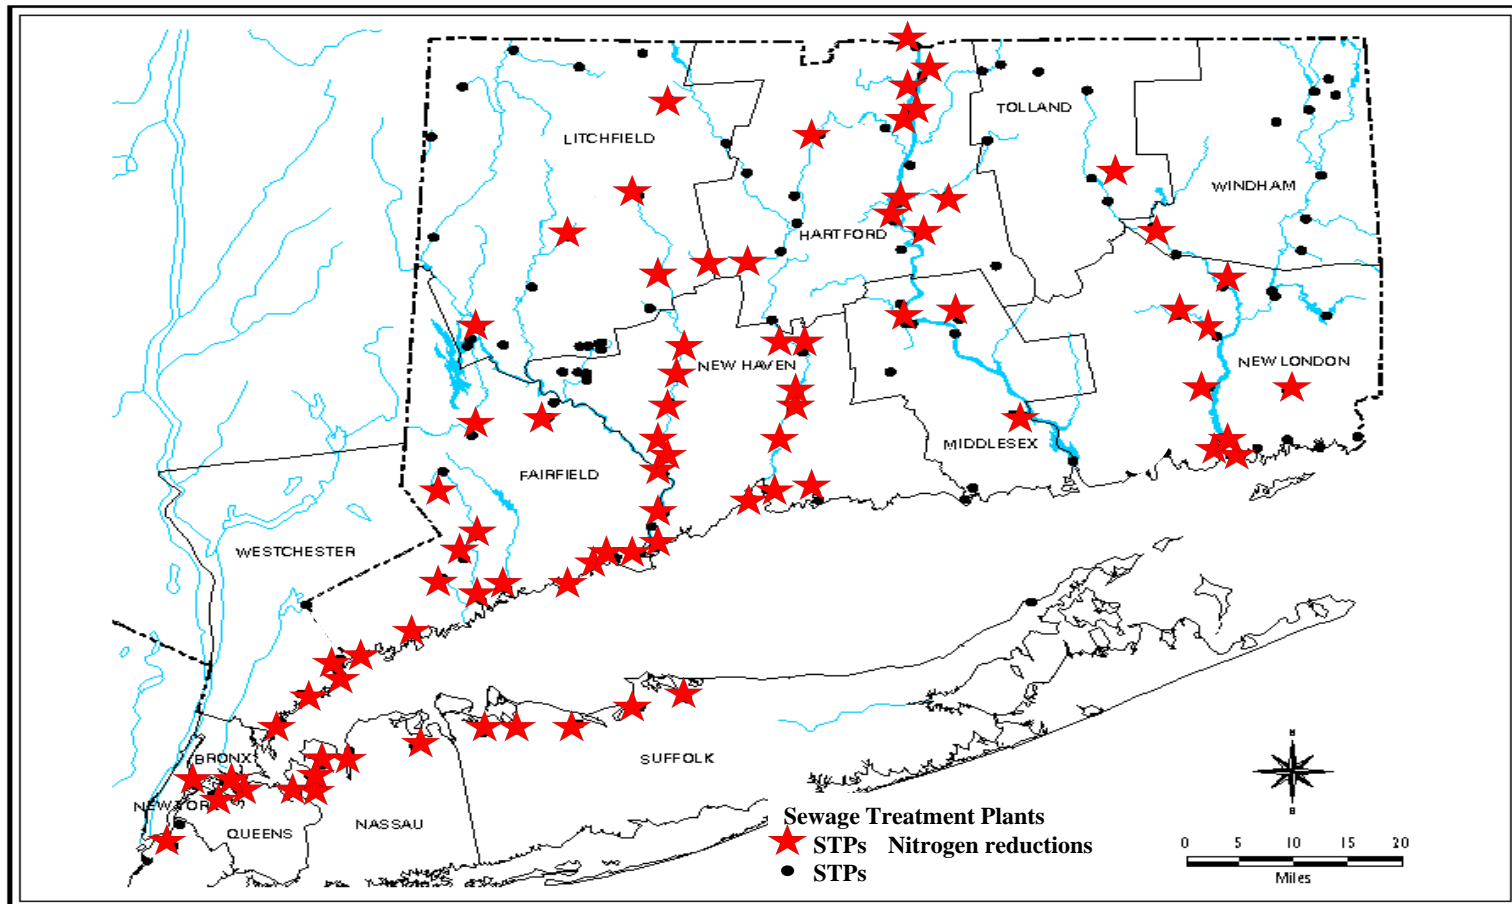 TOLLAND
LITCHFIELD
WINDHAM
HARTFORD
NEW LONDON
NEW HAVEN
MIDDLESEX
FAIRFIELD
WESTCHESTER
SUFFOLK
BRONX
QUEENS
NASSAU
Sewage Treatment Plants
STPs Nitrogen reductions
STPs
0 5 10 15 20
Miles